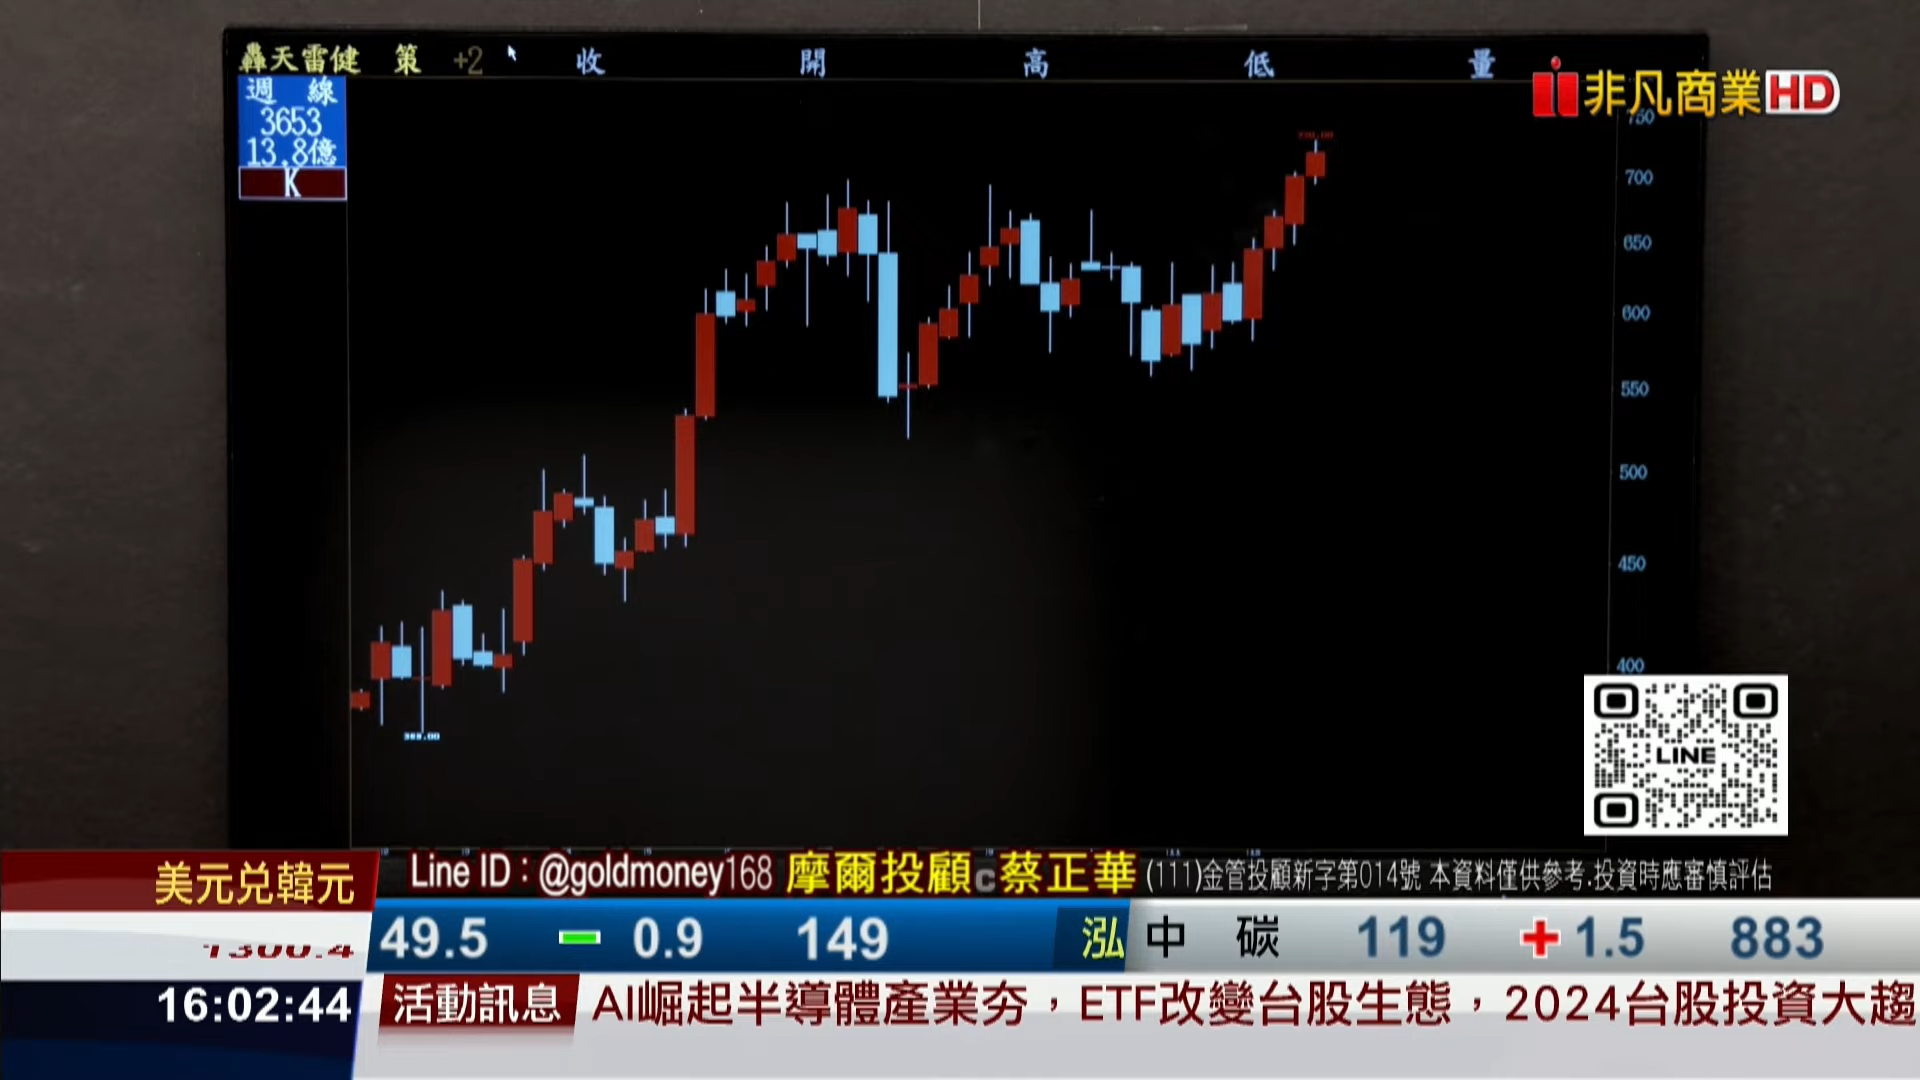 轟天雷健 策 +2 收 開 高 低 量
非凡商業HD
週線
3653
13.8億
K
750
700
650
600
550
500
450
400
LINE
美元兌韓元
Line ID：@goldmoney168 摩爾投顧 蔡正華 (111)金管投顧新字第014號 本資料僅供參考.投資時應審慎評估
1300.4
49.5 0.9 149 泓 中碳 119 +1.5 883
16:02:44
活動訊息 AI崛起半導體產業夯，ETF改變台股生態，2024台股投資大趨